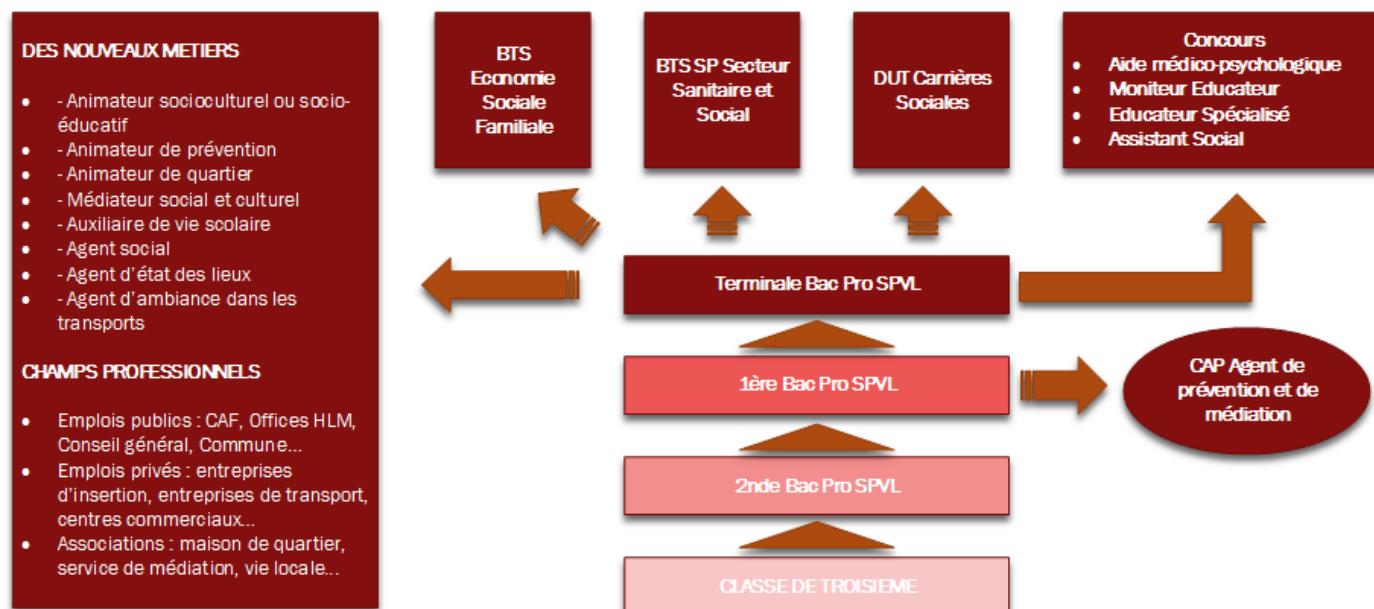 DES NOUVEAUX METIERS
• - Animateur socioculturel ou socio-
éducatif
• - Animateur de prévention
• - Animateur de quartier
• - Médiateur social et culturel
• - Auxiliaire de vie scolaire
• - Agent social
• - Agent d'état des lieux
• - Agent d'ambiance dans les
transports
CHAMPS PROFESSIONNELS
• Emplois publics : CAF, Offices HLM,
Conseil général, Commune...
• Emplois privés : entreprises
d'insertion, entreprises de transport,
centres commerciaux...
• Associations : maison de quartier,
service de médiation, vie locale...
BTS
Economie
Sociale
Familiale
BTS SP Secteur
Sanitaire et
Social
DUT Carrières
Sociales
Concours
• Aide médico-psychologique
• Moniteur Educateur
• Educateur Spécialisé
• Assistant Social
Terminale Bac Pro SPVL
1ère Bac Pro SPVL
CAP Agent de
prévention et de
médiation
2nde Bac Pro SPVL
CLASSE DE TROISIEME